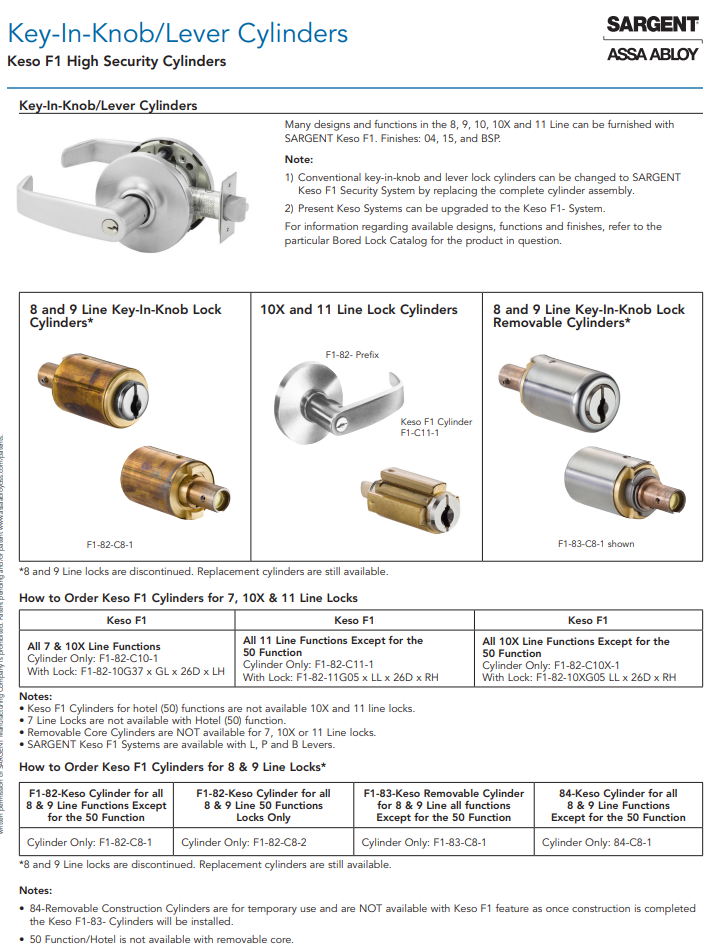 Key-In-Knob/Lever Cylinders
Keso F1 High Security Cylinders
SARGENT
ASSA ABLOY
Key-In-Knob/Lever Cylinders
Many designs and functions in the 8, 9, 10, 10X and 11 Line can be furnished with
SARGENT Keso F1. Finishes: 04, 15, and BSP.
Note:
1) Conventional key-in-knob and lever lock cylinders can be changed to SARGENT
Keso F1 Security System by replacing the complete cylinder assembly.
2) Present Keso Systems can be upgraded to the Keso F1- System.
For information regarding available designs, functions and finishes, refer to the
particular Bored Lock Catalog for the product in question.
8 and 9 Line Key-In-Knob Lock
Cylinders*
F1-82-C8-1
10X and 11 Line Lock Cylinders
F1-82- Prefix
Keso F1 Cylinder
F1-C11-1
8 and 9 Line Key-In-Knob Lock
Removable Cylinders*
F1-83-C8-1 shown
*8 and 9 Line locks are discontinued. Replacement cylinders are still available.
How to Order Keso F1 Cylinders for 7, 10X & 11 Line Locks
Keso F1
Keso F1
Keso F1
All 7 & 10X Line Functions
Cylinder Only: F1-82-C10-1
With Lock: F1-82-10G37 x GL x 26D x LH
All 11 Line Functions Except for the
50 Function
Cylinder Only: F1-82-C11-1
With Lock: F1-82-11G05 x LL x 26D x RH
All 10X Line Functions Except for the
50 Function
Cylinder Only: F1-82-C10X-1
With Lock: F1-82-10XG05 LL x 26D x RH
Notes:
• Keso F1 Cylinders for hotel (50) functions are not available 10X and 11 line locks.
• 7 Line Locks are not available with Hotel (50) function.
• Removable Core Cylinders are NOT available for 7, 10X or 11 Line locks.
• SARGENT Keso F1 Systems are available with L, P and B Levers.
How to Order Keso F1 Cylinders for 8 & 9 Line Locks*
F1-82-Keso Cylinder for all
8 & 9 Line Functions Except
for the 50 Function
F1-82-Keso Cylinder for all
8 & 9 Line 50 Functions
Locks Only
F1-83-Keso Removable Cylinder
for 8 & 9 Line all functions
Except for the 50 Function
84-Keso Cylinder for all
8 & 9 Line Functions
Except for the 50 Function
Cylinder Only: F1-82-C8-1
Cylinder Only: F1-82-C8-2
Cylinder Only: F1-83-C8-1
Cylinder Only: 84-C8-1
*8 and 9 Line locks are discontinued. Replacement cylinders are still available.
Notes:
• 84-Removable Construction Cylinders are for temporary use and are NOT available with Keso F1 feature as once construction is completed
the Keso F1-83- Cylinders will be installed.
• 50 Function/Hotel is not available with removable core.
written permission of SARGENT Manufacturing Company is prohibited. Patent pending and/or patent www.assaabloydss.com/patents.